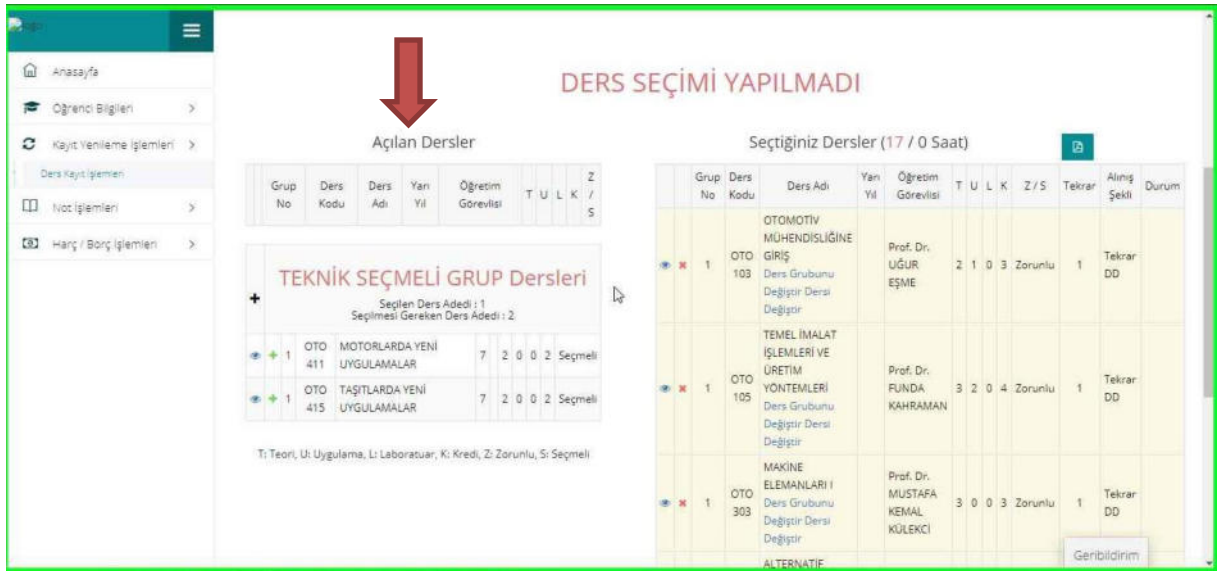 Anasayfa
Öğrenci Bilgileri
Kayıt Yenileme İşlemleri
Ders Kayıt İşlemleri
Not İşlemleri
Harç / Borç İşlemleri
DERS SEÇİMİ YAPILMADI
Açılan Dersler
Grup No Ders Kodu Ders Adı Yarı Yıl Öğretim Görevlisi T U L K Z / S
TEKNİK SEÇMELİ GRUP Dersleri
Seçilen Ders Adedi : 1
Seçilmesi Gereken Ders Adedi : 2
1 OTO 411 MOTORLARDA YENİ UYGULAMALAR 7 2 0 0 2 Seçmeli
1 OTO 415 TAŞITLARDA YENİ UYGULAMALAR 7 2 0 0 2 Seçmeli
T: Teori, U: Uygulama, L: Laboratuar, K: Kredi, Z: Zorunlu, S: Seçmeli
Seçtiğiniz Dersler (17 / 0 Saat)
Grup No Ders Kodu Ders Adı Yarı Yıl Öğretim Görevlisi T U L K Z / S Tekrar Alınış Şekli Durum
1 OTO 103 OTOMOTİV MÜHENDİSLİĞİNE GİRİŞ Ders Grubunu Değiştir Dersi Değiştir Prof. Dr. UĞUR EŞME 2 1 0 3 Zorunlu 1 Tekrar DD
1 OTO 105 TEMEL İMALAT İŞLEMLERİ VE ÜRETİM YÖNTEMLERİ Ders Grubunu Değiştir Dersi Değiştir Prof. Dr. FUNDA KAHRAMAN 3 2 0 4 Zorunlu 1 Tekrar DD
1 OTO 303 MAKİNE ELEMANLARI I Ders Grubunu Değiştir Dersi Değiştir Prof. Dr. MUSTAFA KEMAL KÜLEKCİ 3 0 0 3 Zorunlu 1 Tekrar DD
ALTERNATİF
Geribildirim